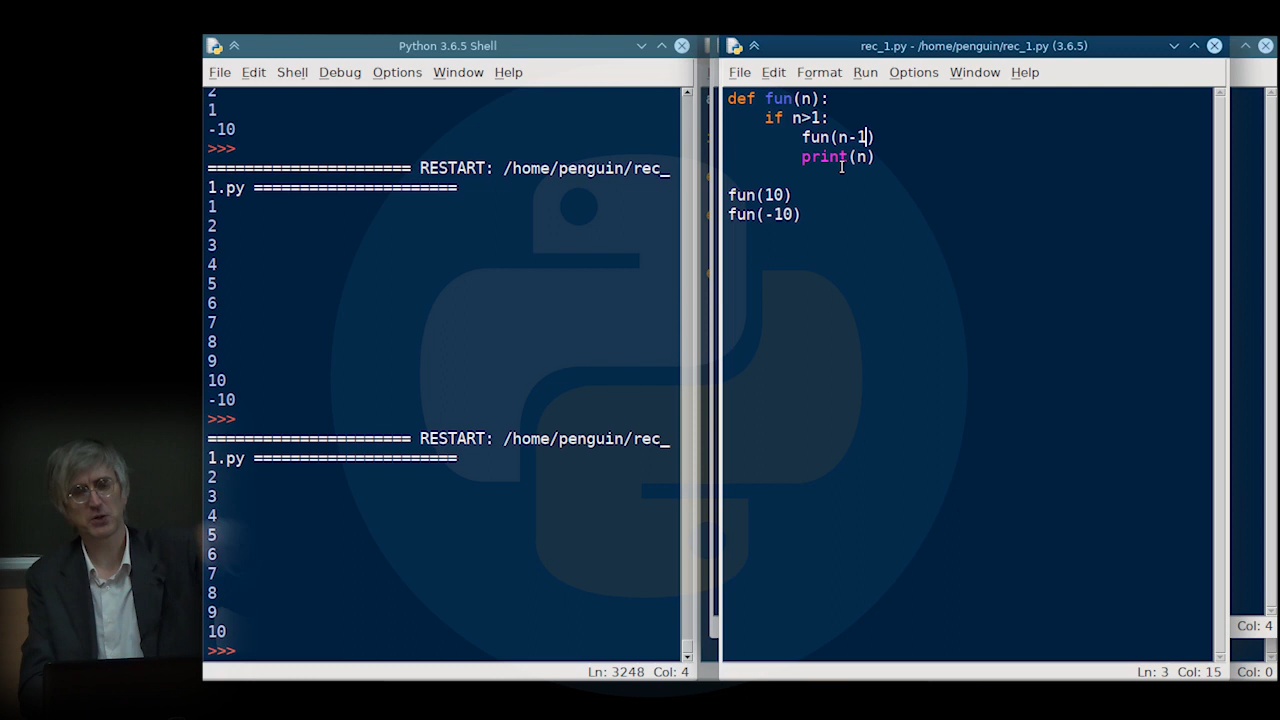 Python 3.6.5 Shell
File Edit Shell Debug Options Window Help
2
1
-10
>>>
====================== RESTART: /home/penguin/rec_
1.py ======================
1
2
3
4
5
6
7
8
9
10
-10
>>>
====================== RESTART: /home/penguin/rec_
1.py ======================
2
3
4
5
6
7
8
9
10
>>>
Ln: 3248 Col: 4
rec_1.py - /home/penguin/rec_1.py (3.6.5)
File Edit Format Run Options Window Help
def fun(n):
    if n>1:
        fun(n-1)
        print(n)
fun(10)
fun(-10)
Ln: 3 Col: 15
Col: 4
Col: 0